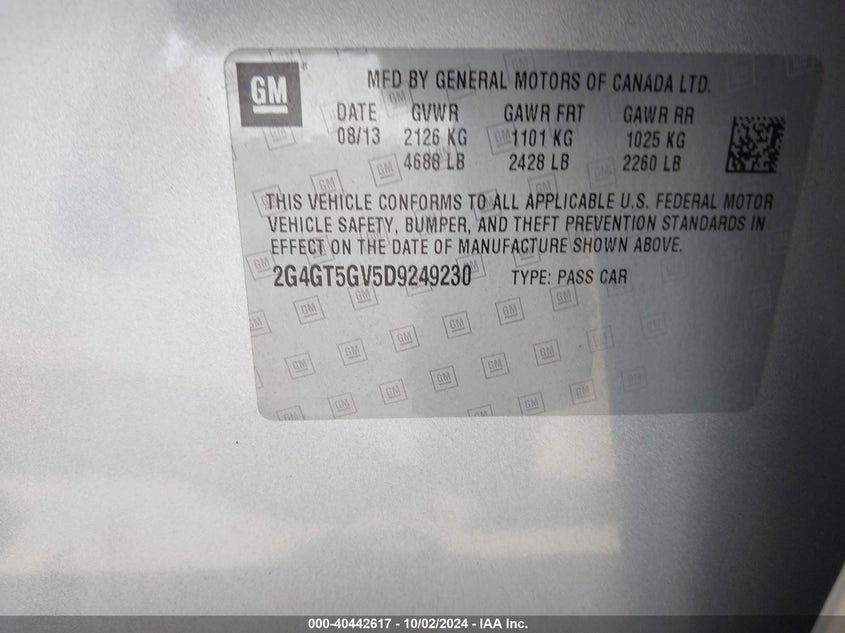 GM
MFD BY GENERAL MOTORS OF CANADA LTD.
DATE GVWR GAWR FRT GAWR RR
08/13 2126 KG 1101 KG 1025 KG
4688 LB 2428 LB 2260 LB
THIS VEHICLE CONFORMS TO ALL APPLICABLE U.S. FEDERAL MOTOR
VEHICLE SAFETY, BUMPER, AND THEFT PREVENTION STANDARDS IN
EFFECT ON THE DATE OF MANUFACTURE SHOWN ABOVE.
2G4GT5GV5D9249230 TYPE: PASS CAR
000-40442617 - 10/02/2024 - IAA Inc.